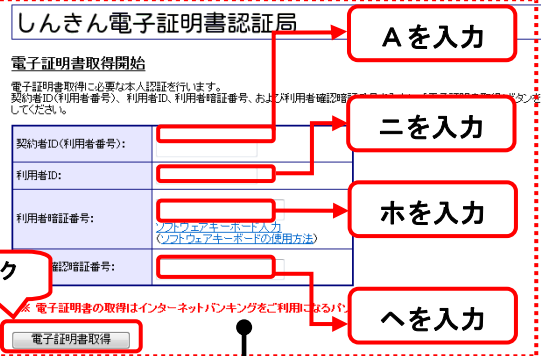 しんきん電子証明書認証局
Aを入力
電子証明書取得開始
電子証明書取得に必要な本人認証を行います。
契約者ID(利用者番号)、利用者ID、利用者暗証番号、および利用者確認暗
ボタンを
してください。
ニを入力
契約者ID(利用者番号):
利用者ID:
利用者暗証番号:
ソフトウェアキーボード入力
(ソフトウェアキーボードの使用方法)
ホを入力
ク
確認暗証番号:
※ 電子証明書の取得はインターネットバンキングをご利用になるパソ
ヘを入力
電子証明書取得